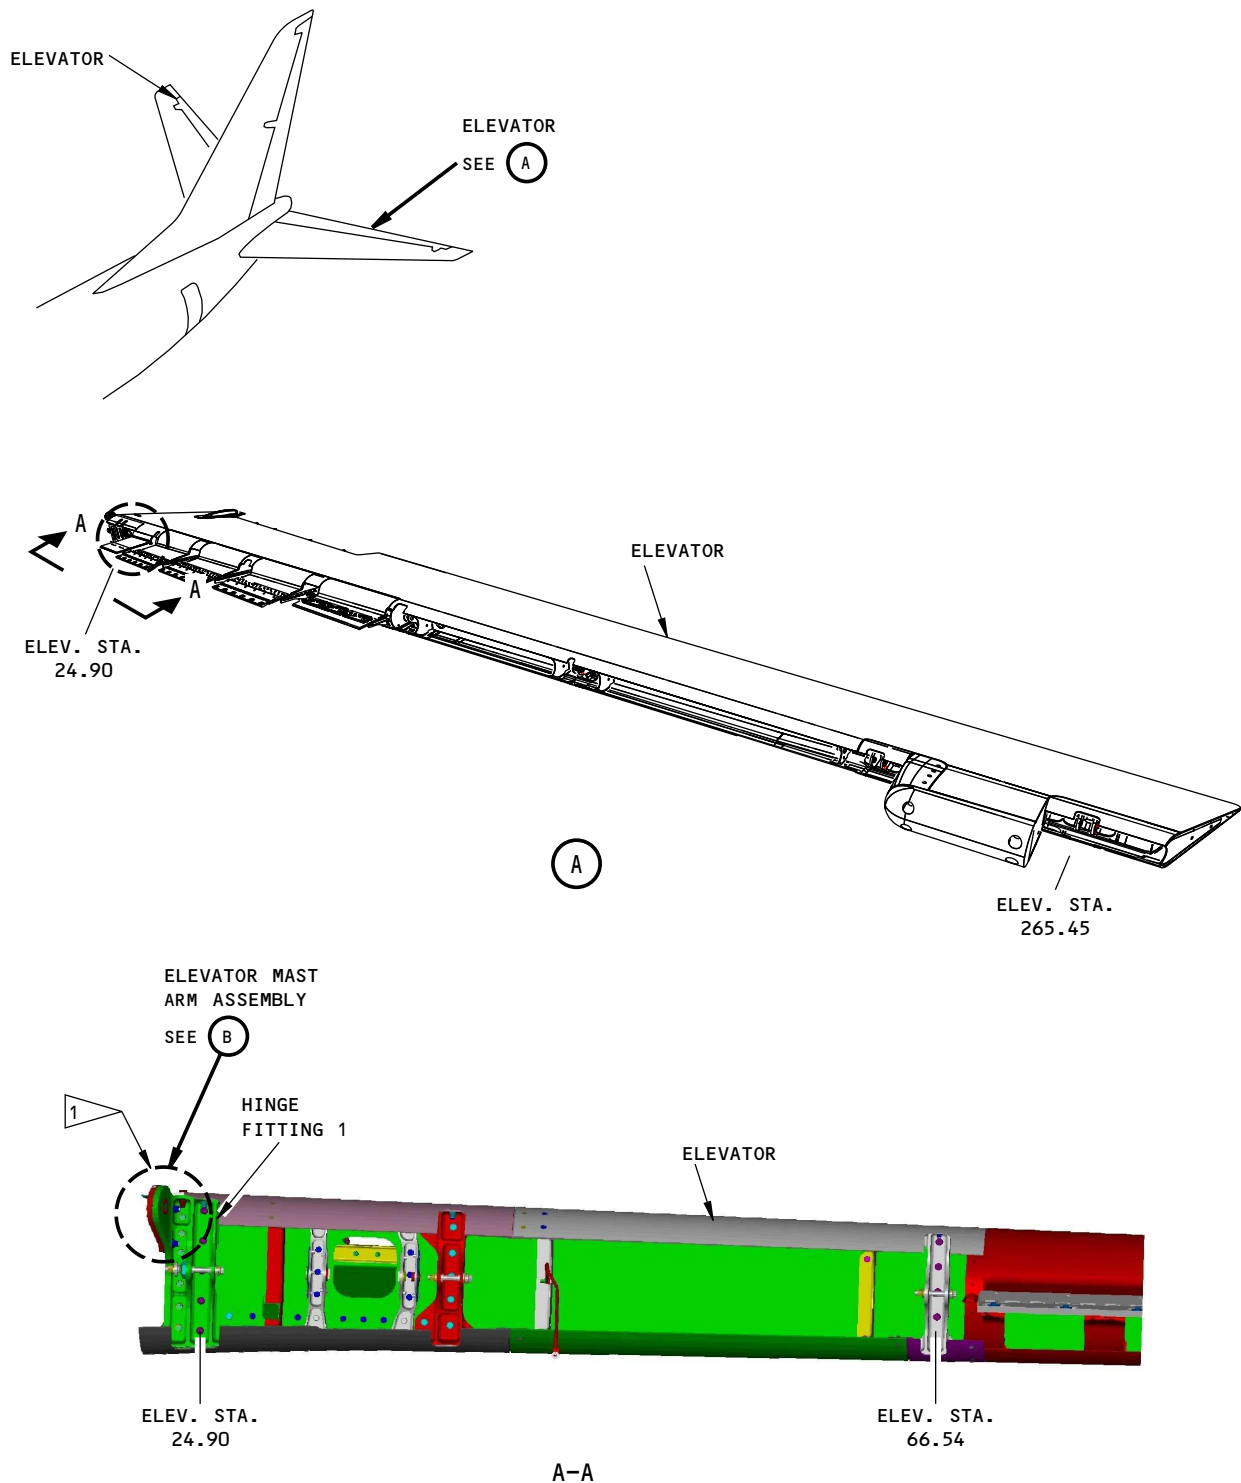 ELEVATOR
ELEVATOR
SEE A
A
A
ELEVATOR
ELEV. STA.
24.90
A
ELEV. STA.
265.45
ELEVATOR MAST
ARM ASSEMBLY
SEE B
1
HINGE
FITTING 1
ELEVATOR
ELEV. STA.
24.90
ELEV. STA.
66.54
A-A